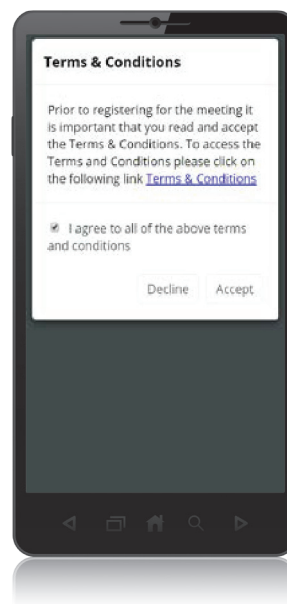 Terms & Conditions
Prior to registering for the meeting it
is important that you read and accept
the Terms & Conditions. To access the
Terms and Conditions please click on
the following link Terms & Conditions
I agree to all of the above terms
and conditions
Decline Accept